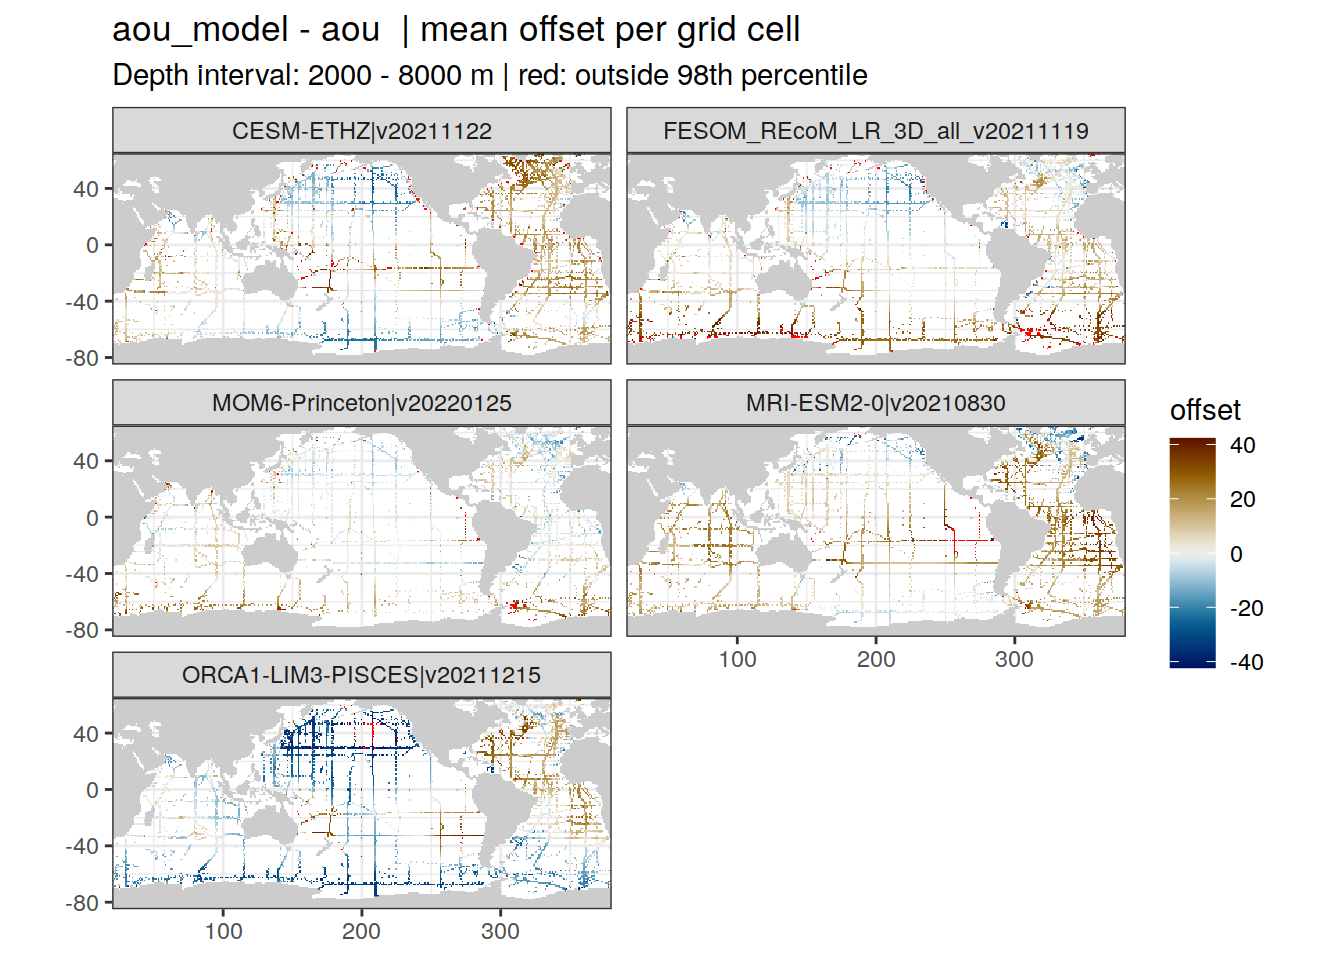 aou_model - aou  | mean offset per grid cell
Depth interval: 2000 - 8000 m | red: outside 98th percentile
CESM-ETHZ|v20211122
FESOM_REcoM_LR_3D_all_v20211119
40
0
-40
-80
MOM6-Princeton|v20220125
MRI-ESM2-0|v20210830
40
0
-40
-80
100
200
300
ORCA1-LIM3-PISCES|v20211215
40
0
-40
-80
100
200
300
offset
40
20
0
-20
-40